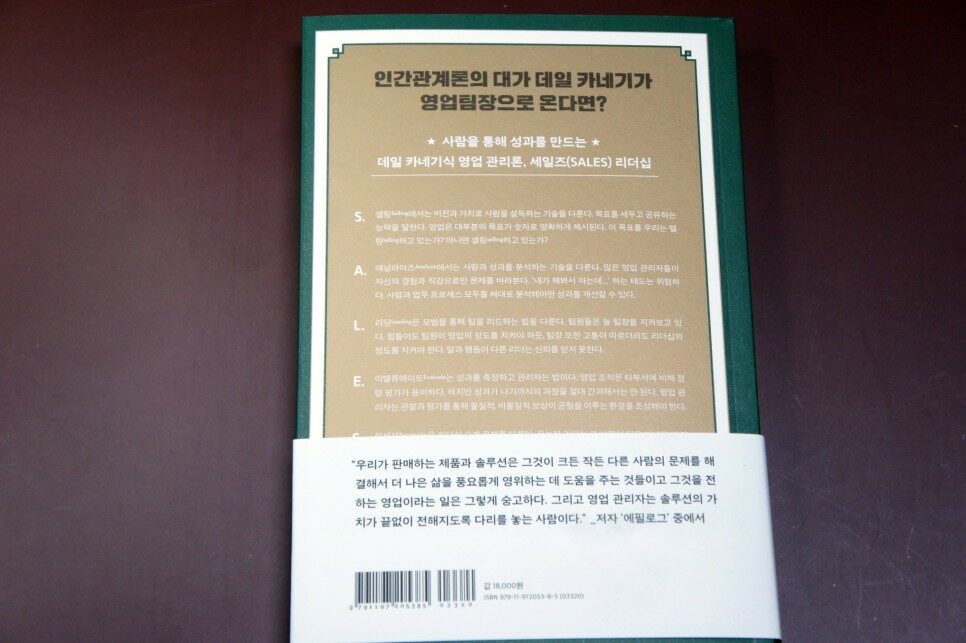 인간관계론의 대가 데일 카네기가
영업팀장으로 온다면?
★ 사람을 통해 성과를 만드는 ★
데일 카네기식 영업 관리론, 세일즈(SALES) 리더십
S. 셀링Selling에서는 비전과 가치로 사람을 설득하는 기술을 다룬다. 목표를 세우고 공유하는
능력을 말한다. 영업은 대부분의 목표가 숫자로 명확하게 제시된다. 이 목표를 우리는 텔
링telling하고 있는가? 아니면 셀링selling하고 있는가?
A. 애널라이즈Analyze에서는 사람과 성과를 분석하는 기술을 다룬다. 많은 영업 관리자들이
자신의 경험과 직감으로만 문제를 바라본다. '내가 해봐서 아는데...' 하는 태도는 위험하
다. 사람과 업무 프로세스 모두를 제대로 분석해야만 성과를 개선할 수 있다.
L. 리딩Leading은 모범을 통해 팀을 리드하는 법을 다룬다. 팀원들은 늘 팀장을 지켜보고 있
다. 힘들어도 팀원이 영업의 정도를 지켜야 하듯, 팀장 또한 고통이 따르더라도 리더십의
정도를 지켜야 한다. 말과 행동이 다른 리더는 신뢰를 얻지 못한다.
E. 이밸류에이트Evaluate는 성과를 측정하고 관리하는 법이다. 영업 조직은 타부서에 비해 정
량 평가가 용이하다. 하지만 성과가 나기까지의 과정을 절대 간과해서는 안 된다. 영업 관
리자는 관찰과 평가를 통해 물질적, 비물질적 보상이 균형을 이루는 환경을 조성해야 한다.
"우리가 판매하는 제품과 솔루션은 그것이 크든 작든 다른 사람의 문제를 해
결해서 더 나은 삶을 풍요롭게 영위하는 데 도움을 주는 것들이고 그것을 전
하는 영업이라는 일은 그렇게 숭고하다. 그리고 영업 관리자는 솔루션의 가
치가 끝없이 전해지도록 다리를 놓는 사람이다." _저자 '에필로그' 중에서
값 18,000원
ISBN 979-11-972053-8-5 (03320)
9 791197 205385 03320